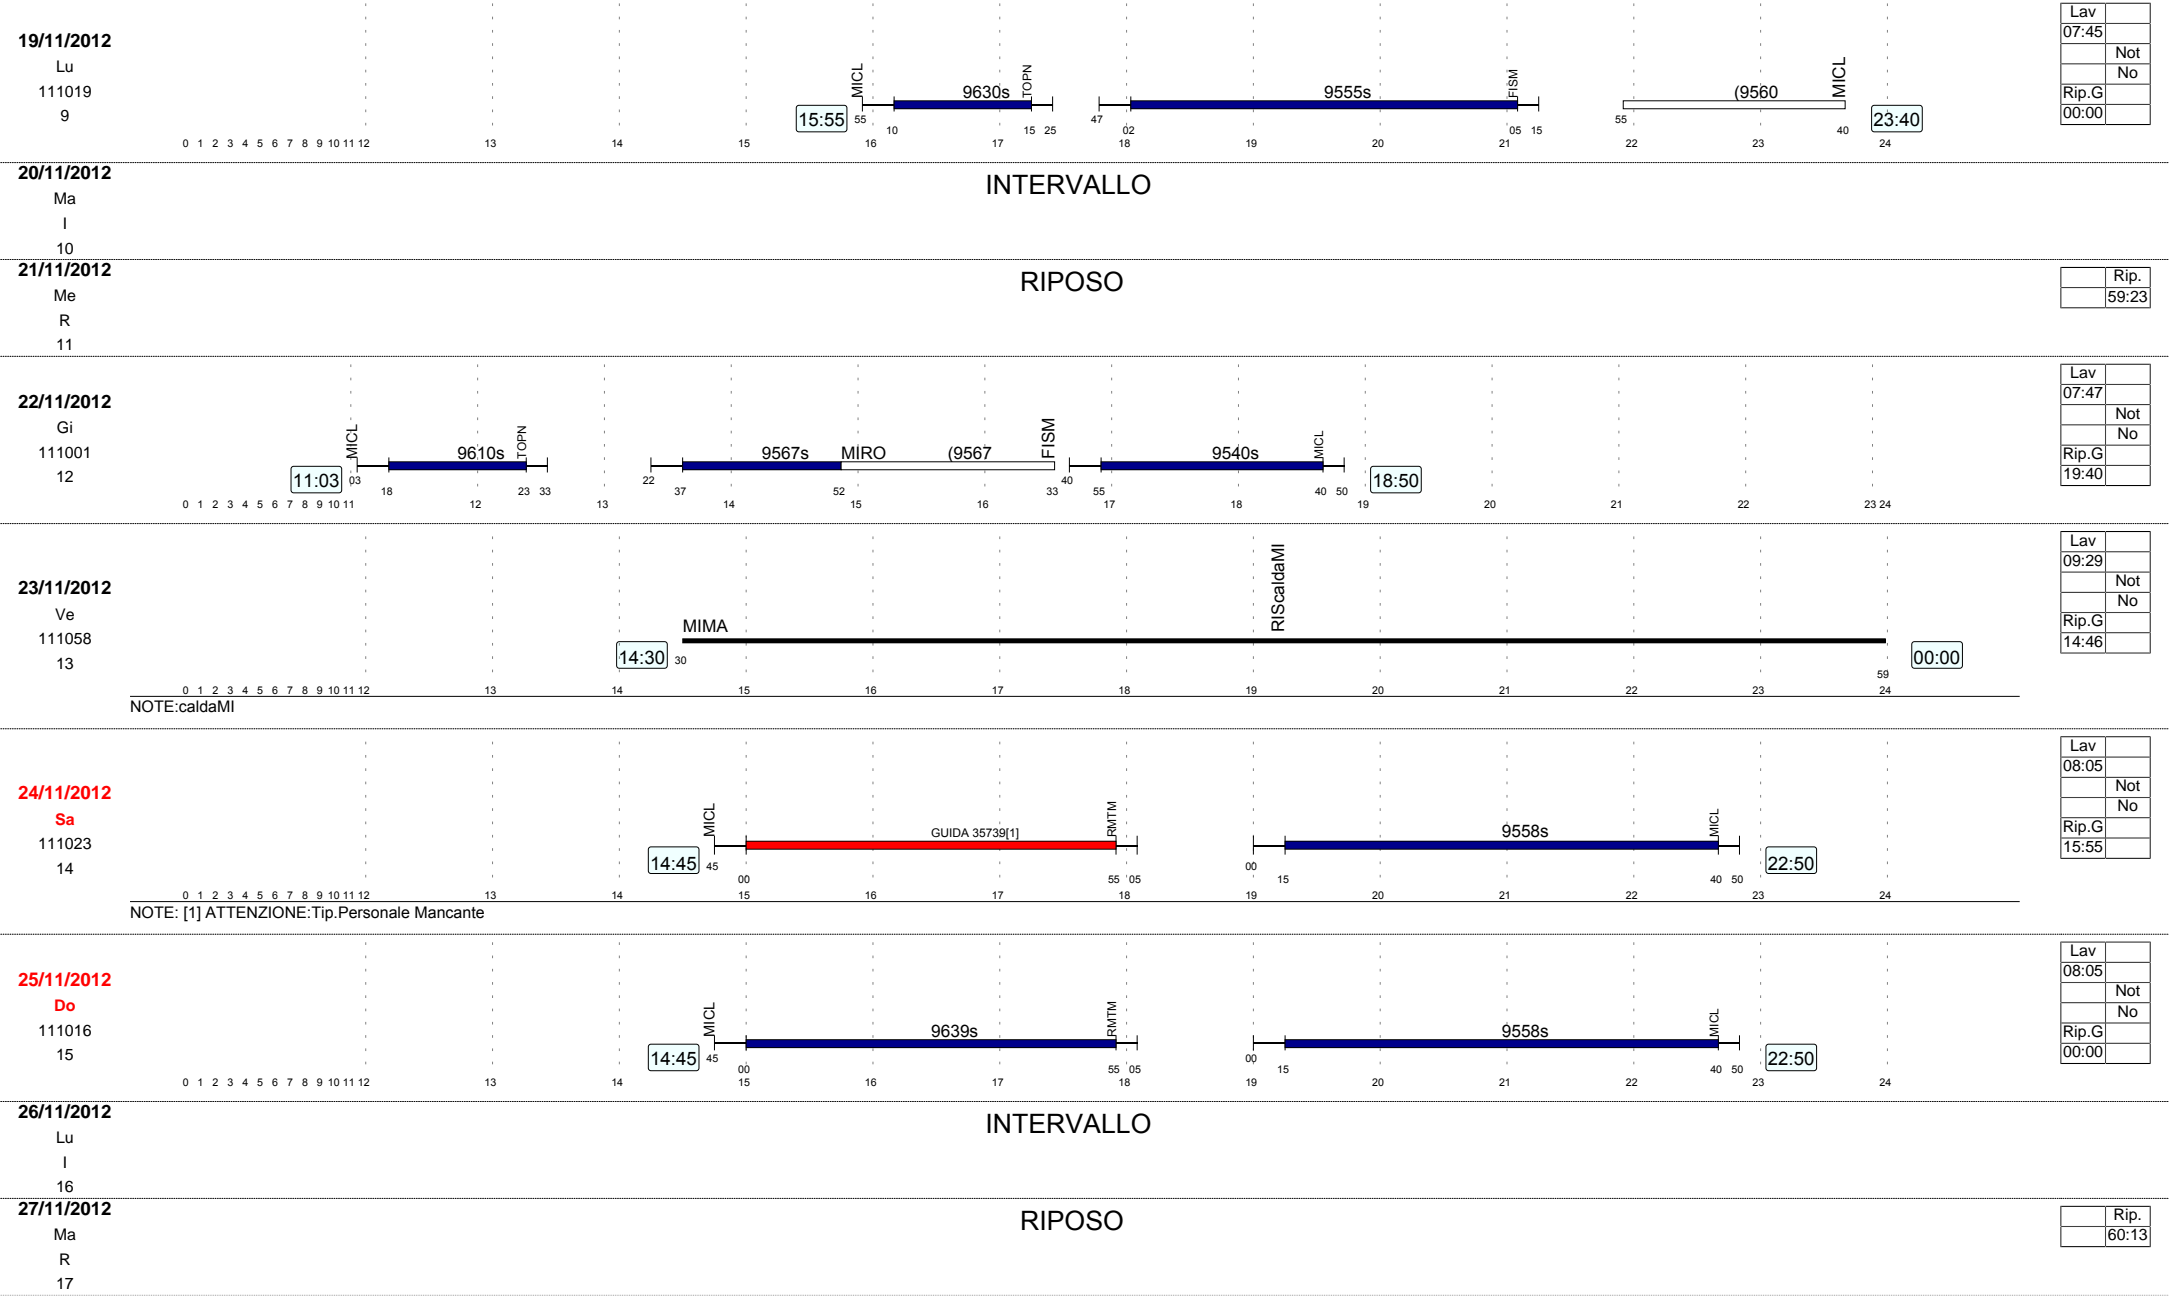 19/11/2012
Lu
111019
9
15:55
MICL
9630s
TOPN
9555s
FISM
(9560
MICL
23:40
55 10 15 25 47 02 05 15 55 40
0 1 2 3 4 5 6 7 8 9 10 11 12 13 14 15 16 17 18 19 20 21 22 23 24
Lav
07:45
Not
No
Rip.G
00:00
20/11/2012
Ma
I
10
INTERVALLO
21/11/2012
Me
R
11
RIPOSO
Rip.
59:23
22/11/2012
Gi
111001
12
11:03
MICL
9610s
TOPN
9567s
MIRO
(9567
FISM
9540s
MICL
18:50
03 18 23 33 22 37 52 33 40 55 40 50
0 1 2 3 4 5 6 7 8 9 10 11 12 13 14 15 16 17 18 19 20 21 22 23 24
Lav
07:47
Not
No
Rip.G
19:40
23/11/2012
Ve
111058
13
14:30
MIMA
RIScaldaMI
00:00
30 59
0 1 2 3 4 5 6 7 8 9 10 11 12 13 14 15 16 17 18 19 20 21 22 23 24
NOTE:caldaMI
Lav
09:29
Not
No
Rip.G
14:46
24/11/2012
Sa
111023
14
14:45
MICL
GUIDA 35739[1]
RMTM
9558s
MICL
22:50
45 00 55 05 00 15 40 50
0 1 2 3 4 5 6 7 8 9 10 11 12 13 14 15 16 17 18 19 20 21 22 23 24
NOTE: [1] ATTENZIONE:Tip.Personale Mancante
Lav
08:05
Not
No
Rip.G
15:55
25/11/2012
Do
111016
15
14:45
MICL
9639s
RMTM
9558s
MICL
22:50
45 00 55 05 00 15 40 50
0 1 2 3 4 5 6 7 8 9 10 11 12 13 14 15 16 17 18 19 20 21 22 23 24
Lav
08:05
Not
No
Rip.G
00:00
26/11/2012
Lu
I
16
INTERVALLO
27/11/2012
Ma
R
17
RIPOSO
Rip.
60:13